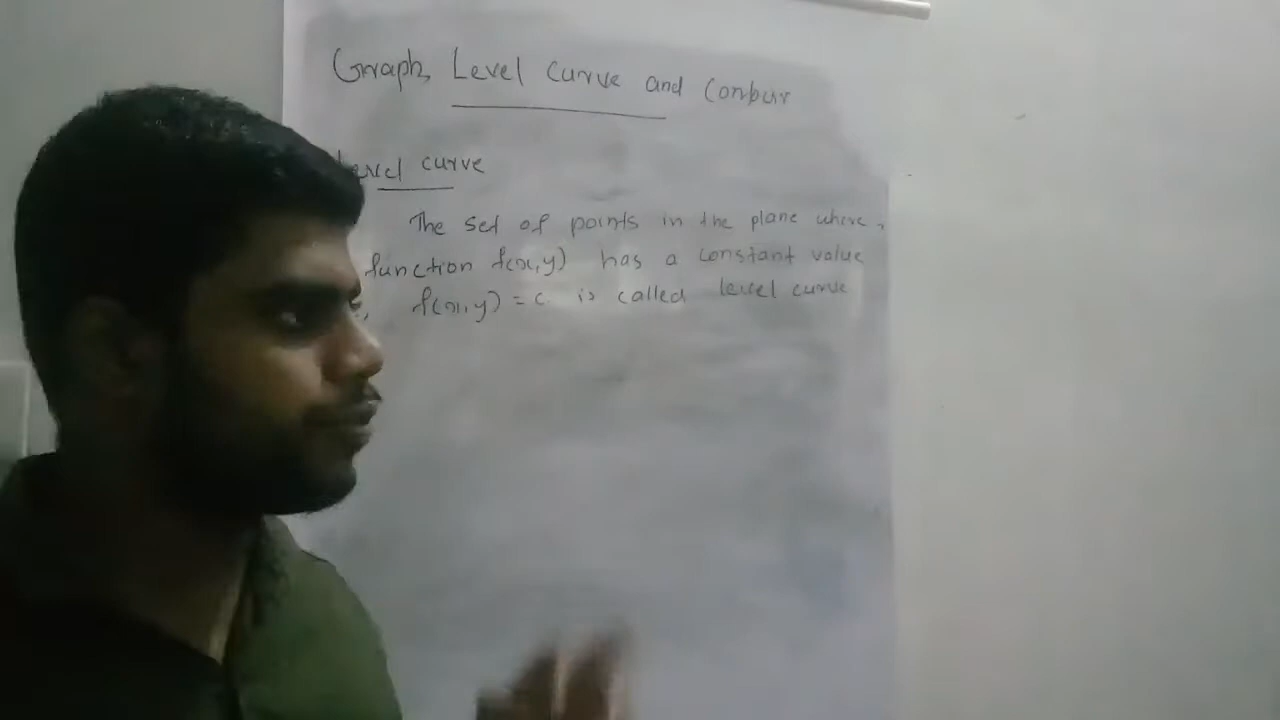 Graph, Level Curve and Contour
Level curve
The set of points in the plane where,
function f(x,y) has a constant value
f(x,y) = c is called level curve